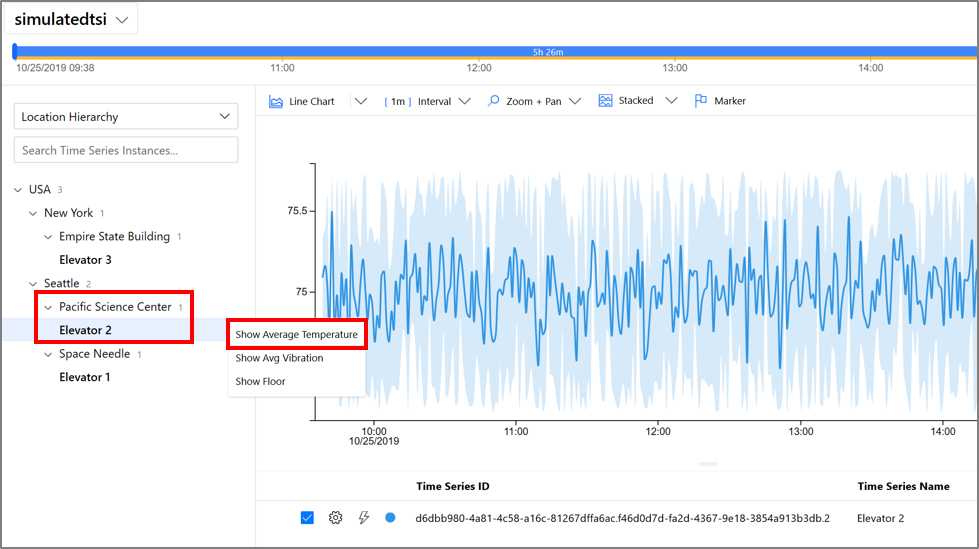 simulatedtsi
5h 26m
10/25/2019 09:38
11:00
12:00
13:00
14:00
Location Hierarchy
Search Time Series Instances...
USA 3
New York 1
Empire State Building 1
Elevator 3
Seattle 2
Pacific Science Center 1
Elevator 2
Space Needle 1
Elevator 1
Show Average Temperature
Show Avg Vibration
Show Floor
Line Chart
[ 1m ] Interval
Zoom + Pan
Stacked
Marker
75.5
75
10:00
10/25/2019
11:00
12:00
13:00
14:00
Time Series ID
Time Series Name
d6dbb980-4a81-4c58-a16c-81267dffa6ac.f46d0d7d-fa2d-4367-9e18-3854a913b3db.2
Elevator 2